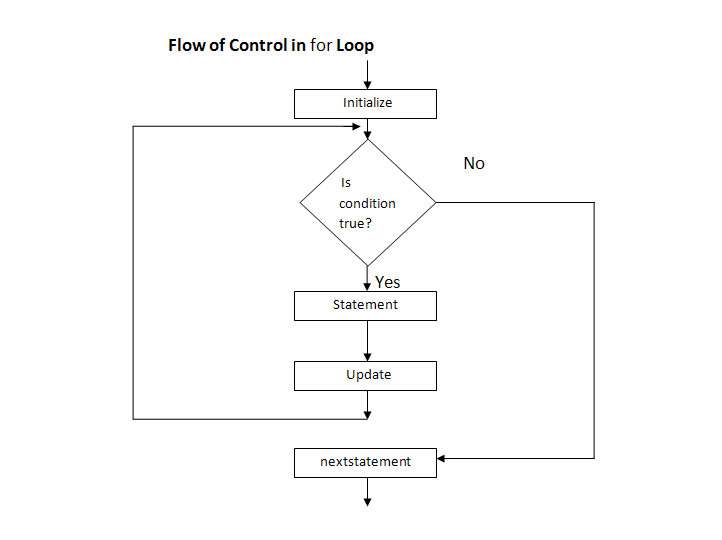 Flow of Control in for Loop
Initialize
No
Is
condition
true?
Yes
Statement
Update
nextstatement